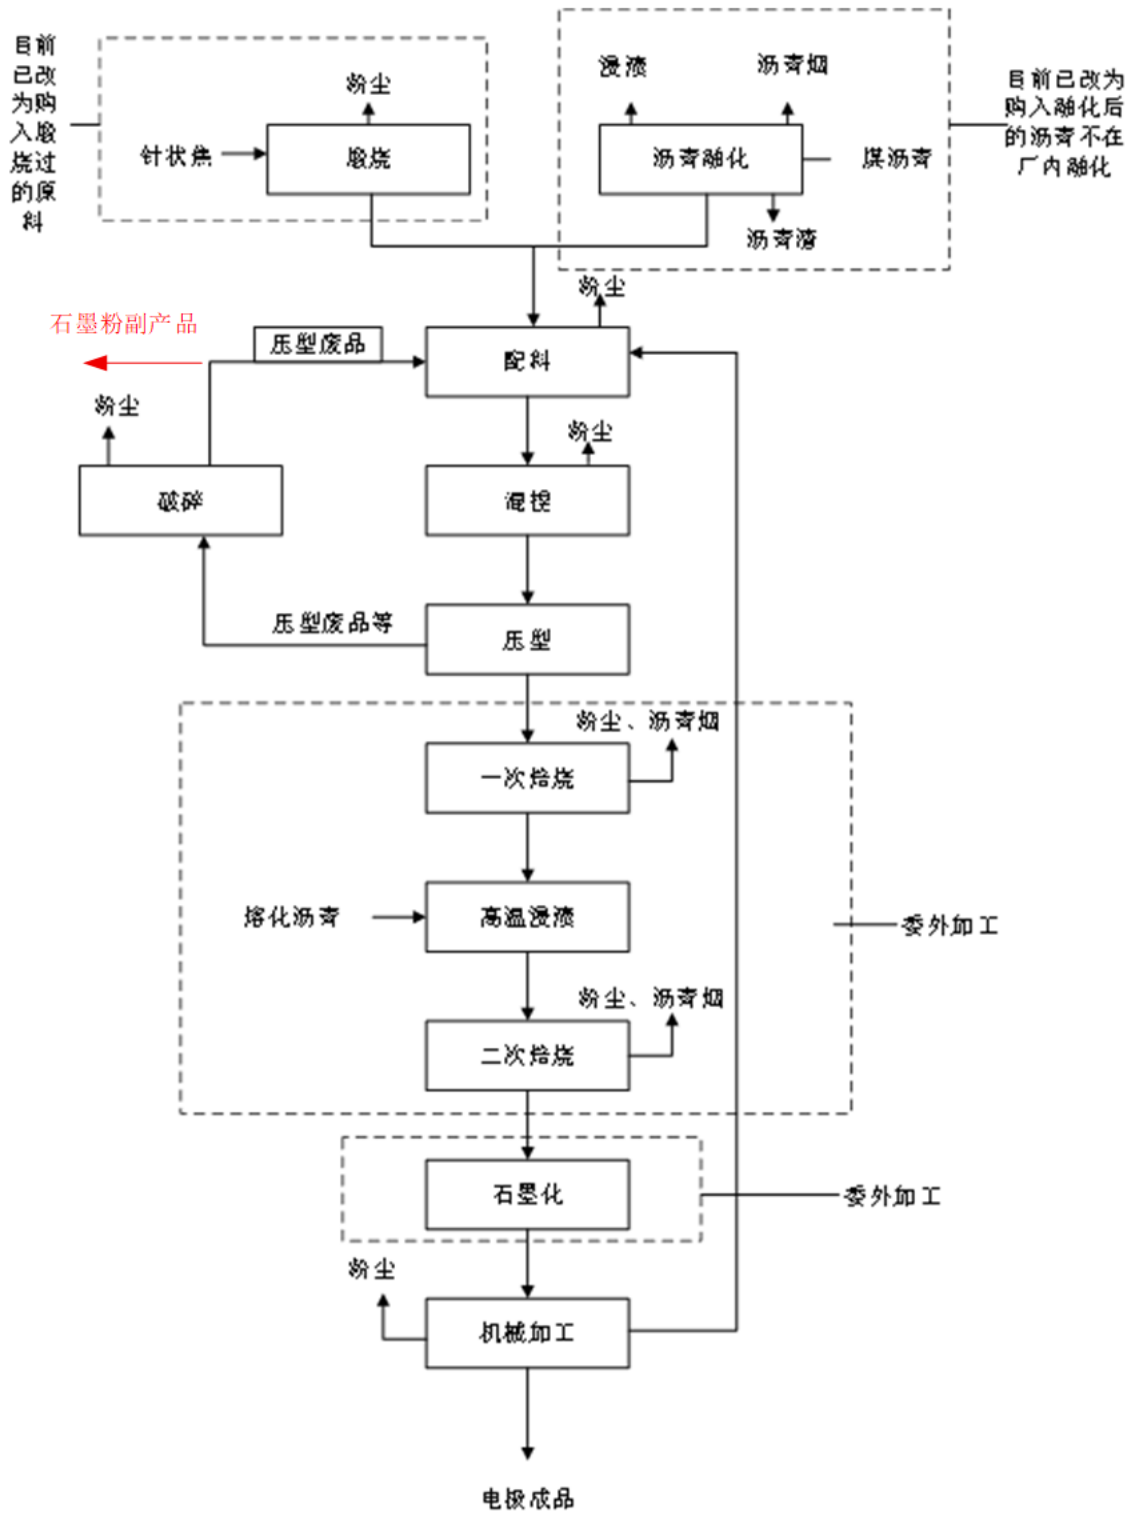 目前
已改
为购
入煅
烧过
的原
料
粉尘
针状焦
煅烧
浸渍
沥青烟
沥青融化
煤沥青
沥青渣
目前已改为
购入融化后
的沥青不在
厂内融化
粉尘
石墨粉副产品
压型废品
配料
粉尘
粉尘
破碎
混捏
压型废品等
压型
粉尘、沥青烟
一次焙烧
熔化沥青
高温浸渍
委外加工
粉尘、沥青烟
二次焙烧
石墨化
委外加工
粉尘
机械加工
电极成品